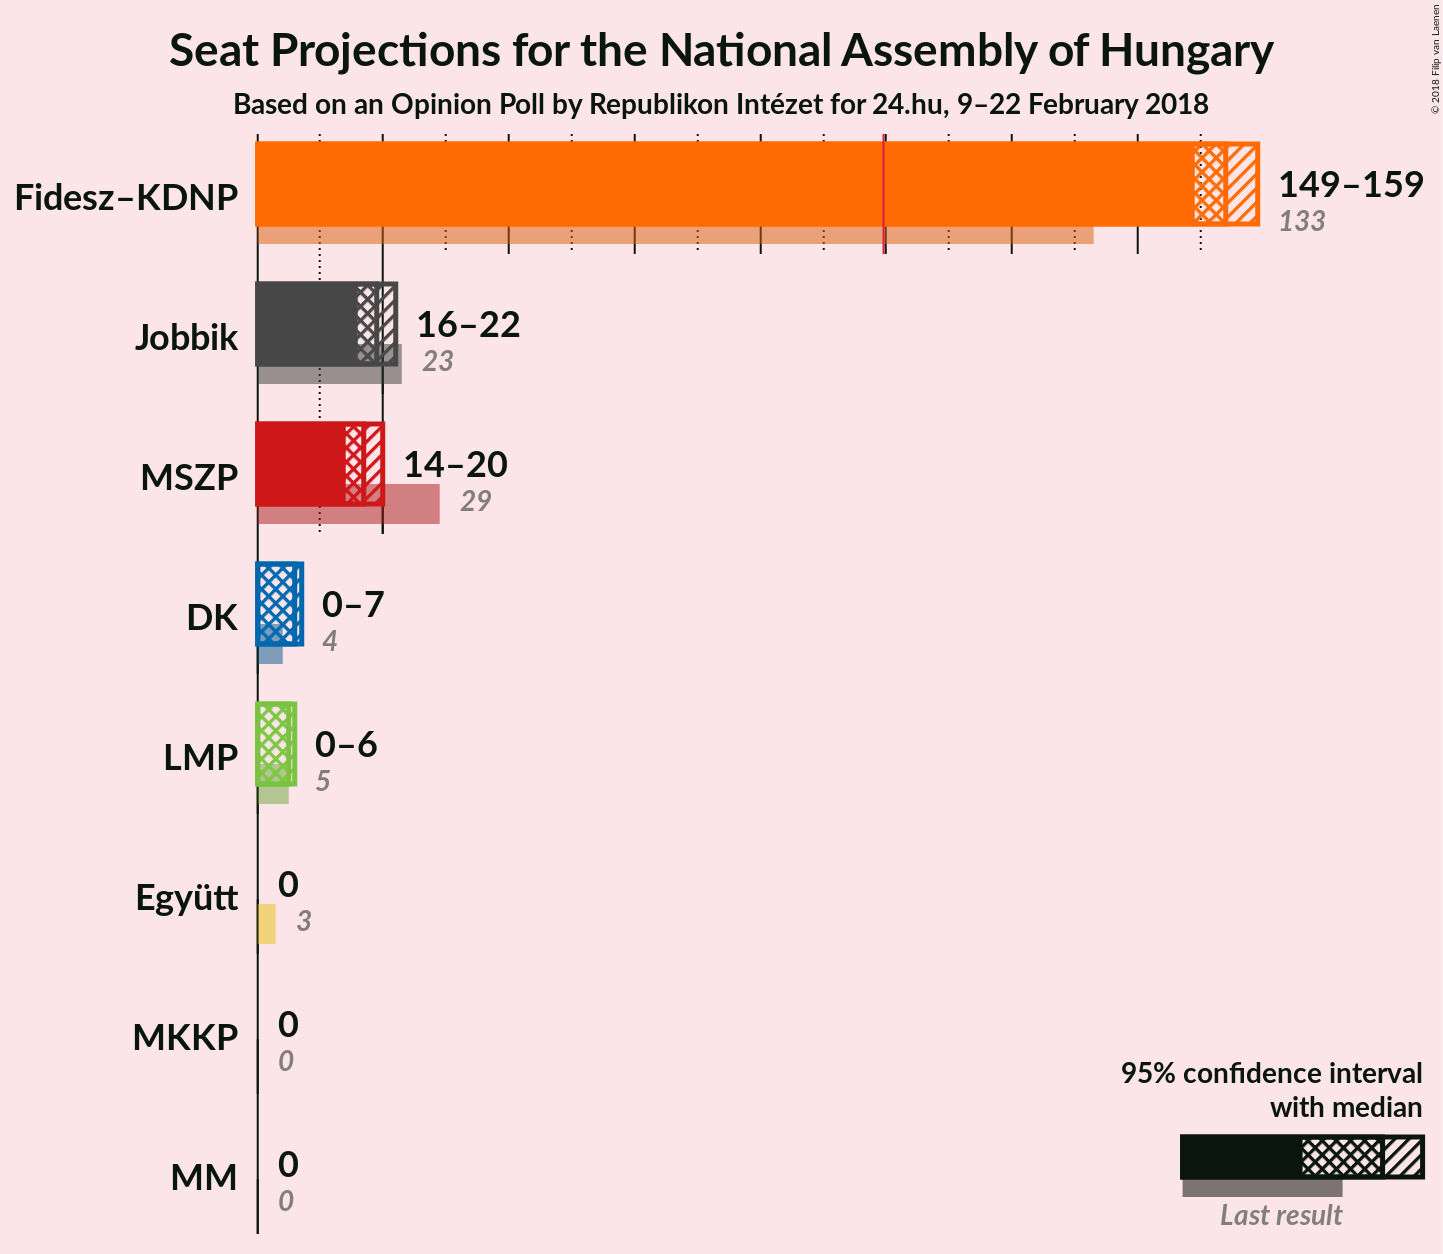 Seat Projections for the National Assembly of Hungary
Based on an Opinion Poll by Republikon Intézet for 24.hu, 9–22 February 2018
© 2018 Filip van Laenen
Fidesz–KDNP
149–159
133
Jobbik
16–22
23
MSZP
14–20
29
DK
0–7
4
LMP
0–6
5
Együtt
0
3
MKKP
0
0
MM
0
0
95% confidence interval
with median
Last result